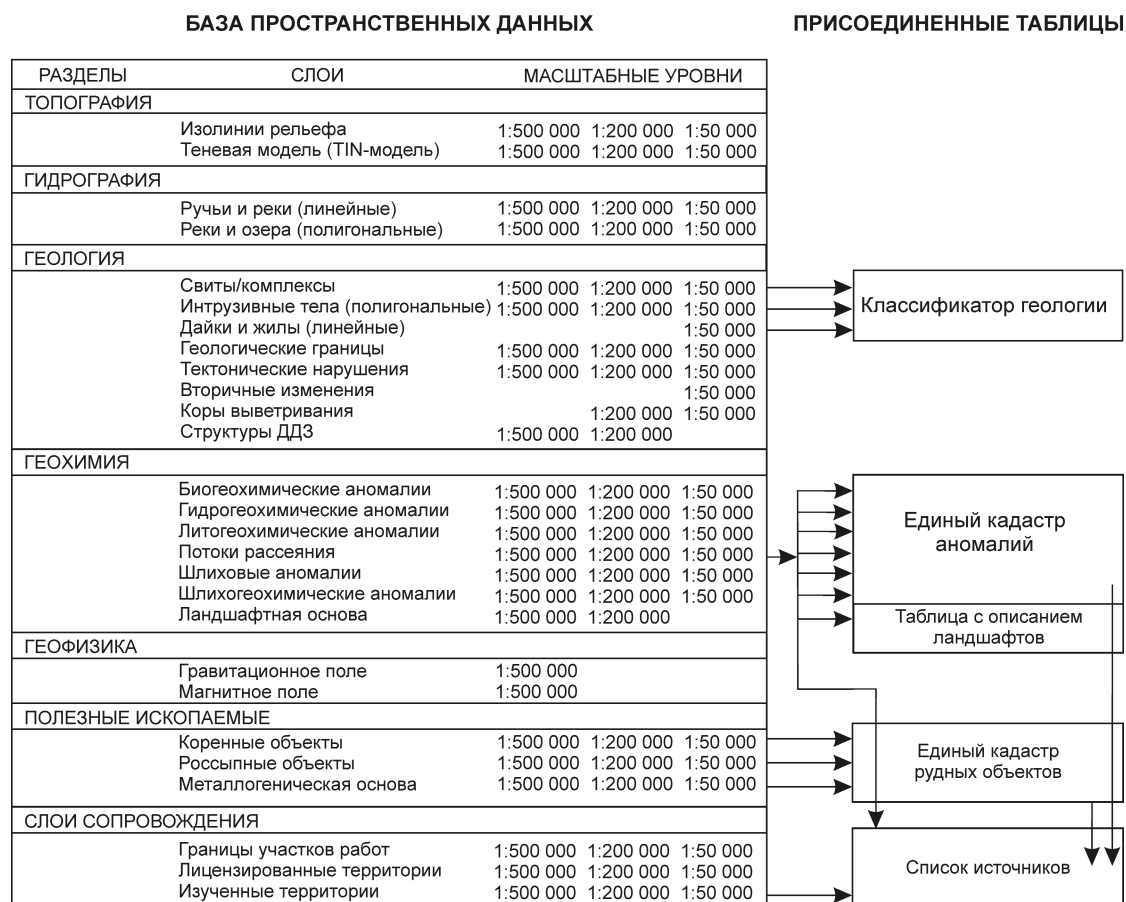 БАЗА ПРОСТРАНСТВЕННЫХ ДАННЫХ
ПРИСОЕДИНЕННЫЕ ТАБЛИЦЫ
РАЗДЕЛЫ СЛОИ МАСШТАБНЫЕ УРОВНИ
ТОПОГРАФИЯ
Изолинии рельефа 1:500 000 1:200 000 1:50 000
Теневая модель (TIN-модель) 1:500 000 1:200 000 1:50 000
ГИДРОГРАФИЯ
Ручьи и реки (линейные) 1:500 000 1:200 000 1:50 000
Реки и озера (полигональные) 1:500 000 1:200 000 1:50 000
ГЕОЛОГИЯ
Свиты/комплексы 1:500 000 1:200 000 1:50 000
Интрузивные тела (полигональные) 1:500 000 1:200 000 1:50 000
Дайки и жилы (линейные) 1:50 000
Геологические границы 1:500 000 1:200 000 1:50 000
Тектонические нарушения 1:500 000 1:200 000 1:50 000
Вторичные изменения 1:50 000
Коры выветривания 1:200 000 1:50 000
Структуры ДДЗ 1:500 000 1:200 000
Классификатор геологии
ГЕОХИМИЯ
Биогеохимические аномалии 1:500 000 1:200 000 1:50 000
Гидрогеохимические аномалии 1:500 000 1:200 000 1:50 000
Литогеохимические аномалии 1:500 000 1:200 000 1:50 000
Потоки рассеяния 1:500 000 1:200 000 1:50 000
Шлиховые аномалии 1:500 000 1:200 000 1:50 000
Шлихогеохимические аномалии 1:500 000 1:200 000 1:50 000
Ландшафтная основа 1:500 000 1:200 000
Единый кадастр
аномалий
Таблица с описанием
ландшафтов
ГЕОФИЗИКА
Гравитационное поле 1:500 000
Магнитное поле 1:500 000
ПОЛЕЗНЫЕ ИСКОПАЕМЫЕ
Коренные объекты 1:500 000 1:200 000 1:50 000
Россыпные объекты 1:500 000 1:200 000 1:50 000
Металлогеническая основа 1:500 000 1:200 000 1:50 000
Единый кадастр
рудных объектов
СЛОИ СОПРОВОЖДЕНИЯ
Границы участков работ 1:500 000 1:200 000 1:50 000
Лицензированные территории 1:500 000 1:200 000 1:50 000
Изученные территории 1:500 000 1:200 000 1:50 000
Список источников